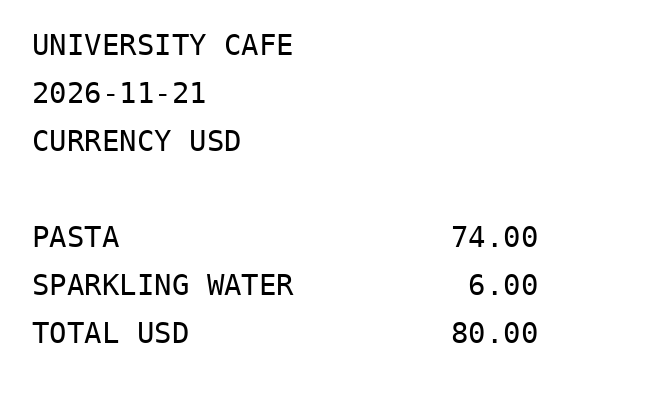 UNIVERSITY CAFE
2026-11-21
CURRENCY USD
PASTA 74.00
SPARKLING WATER 6.00
TOTAL USD 80.00